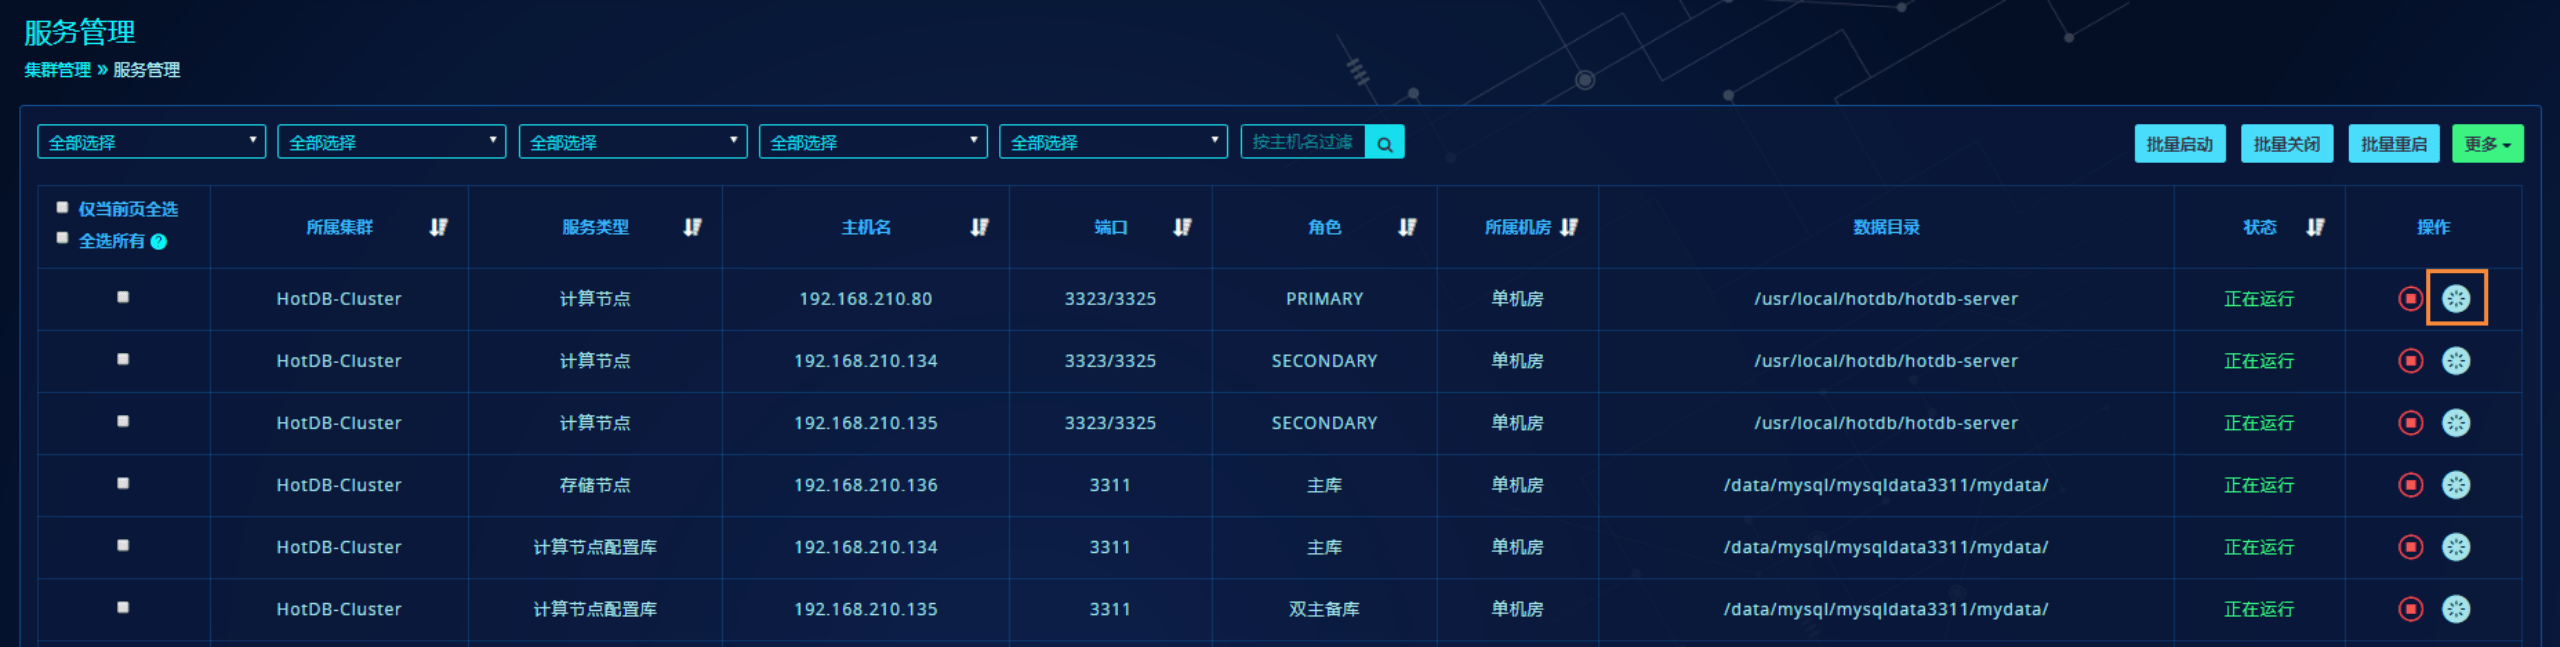 服务管理
集群管理 » 服务管理
全部选择 全部选择 全部选择 全部选择 全部选择 按主机名过滤 批量启动 批量关闭 批量重启 更多
仅当前页全选
全选所有 ?
所属集群 服务类型 主机名 端口 角色 所属机房 数据目录 状态 操作
HotDB-Cluster 计算节点 192.168.210.80 3323/3325 PRIMARY 单机房 /usr/local/hotdb/hotdb-server 正在运行
HotDB-Cluster 计算节点 192.168.210.134 3323/3325 SECONDARY 单机房 /usr/local/hotdb/hotdb-server 正在运行
HotDB-Cluster 计算节点 192.168.210.135 3323/3325 SECONDARY 单机房 /usr/local/hotdb/hotdb-server 正在运行
HotDB-Cluster 存储节点 192.168.210.136 3311 主库 单机房 /data/mysql/mysqldata3311/mydata/ 正在运行
HotDB-Cluster 计算节点配置库 192.168.210.134 3311 主库 单机房 /data/mysql/mysqldata3311/mydata/ 正在运行
HotDB-Cluster 计算节点配置库 192.168.210.135 3311 双主备库 单机房 /data/mysql/mysqldata3311/mydata/ 正在运行